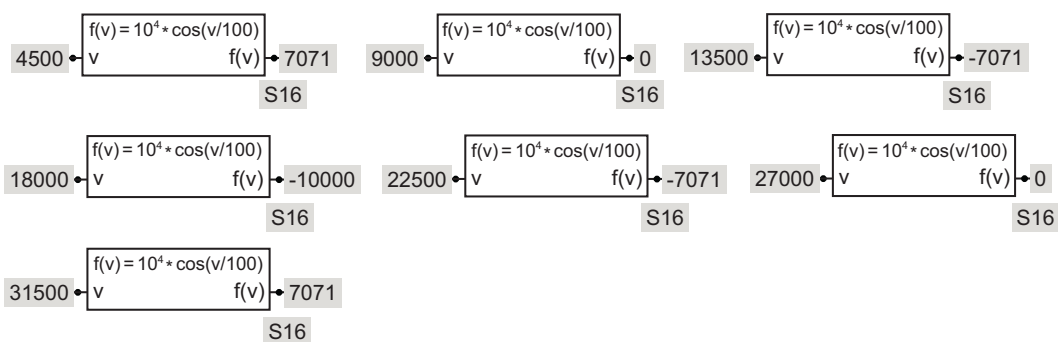 f(v) = 10⁴ * cos(v/100)
4500 v f(v) 7071
S16
f(v) = 10⁴ * cos(v/100)
9000 v f(v) 0
S16
f(v) = 10⁴ * cos(v/100)
13500 v f(v) -7071
S16
f(v) = 10⁴ * cos(v/100)
18000 v f(v) -10000
S16
f(v) = 10⁴ * cos(v/100)
22500 v f(v) -7071
S16
f(v) = 10⁴ * cos(v/100)
27000 v f(v) 0
S16
f(v) = 10⁴ * cos(v/100)
31500 v f(v) 7071
S16